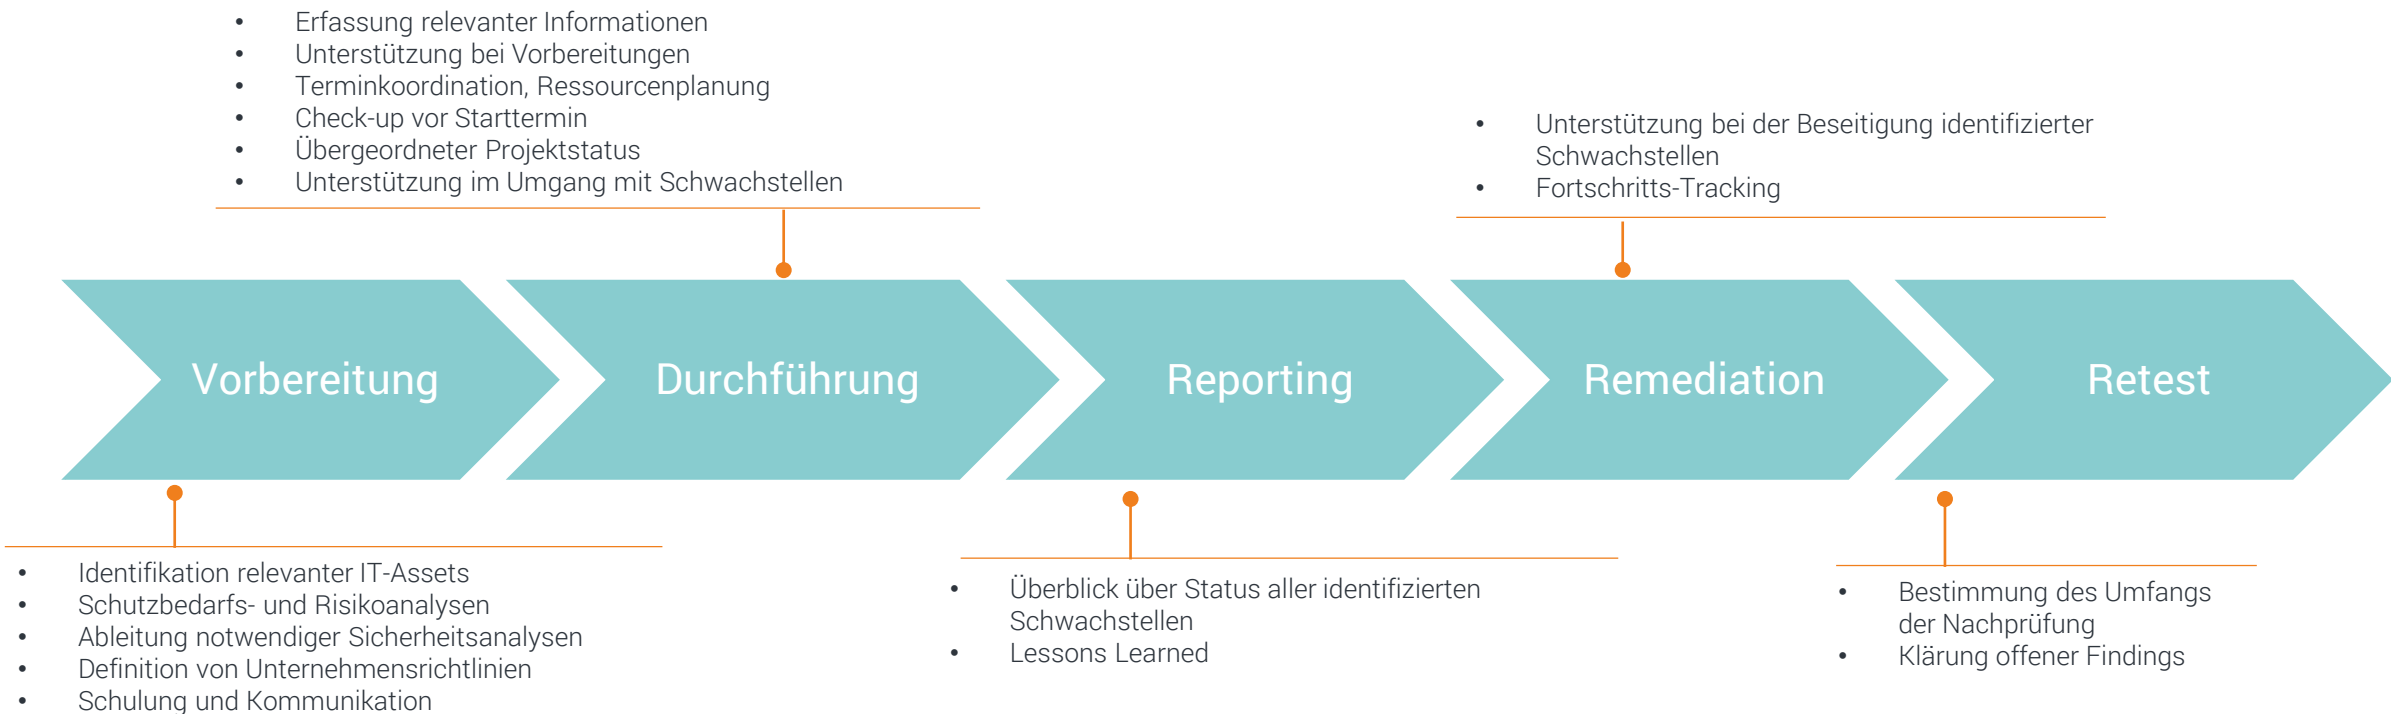 • Erfassung relevanter Informationen
• Unterstützung bei Vorbereitungen
• Terminkoordination, Ressourcenplanung
• Check-up vor Starttermin
• Übergeordneter Projektstatus
• Unterstützung im Umgang mit Schwachstellen
• Unterstützung bei der Beseitigung identifizierter
Schwachstellen
• Fortschritts-Tracking
Vorbereitung
Durchführung
Reporting
Remediation
Retest
• Identifikation relevanter IT-Assets
• Schutzbedarfs- und Risikoanalysen
• Ableitung notwendiger Sicherheitsanalysen
• Definition von Unternehmensrichtlinien
• Schulung und Kommunikation
• Überblick über Status aller identifizierten
Schwachstellen
• Lessons Learned
• Bestimmung des Umfangs
der Nachprüfung
• Klärung offener Findings